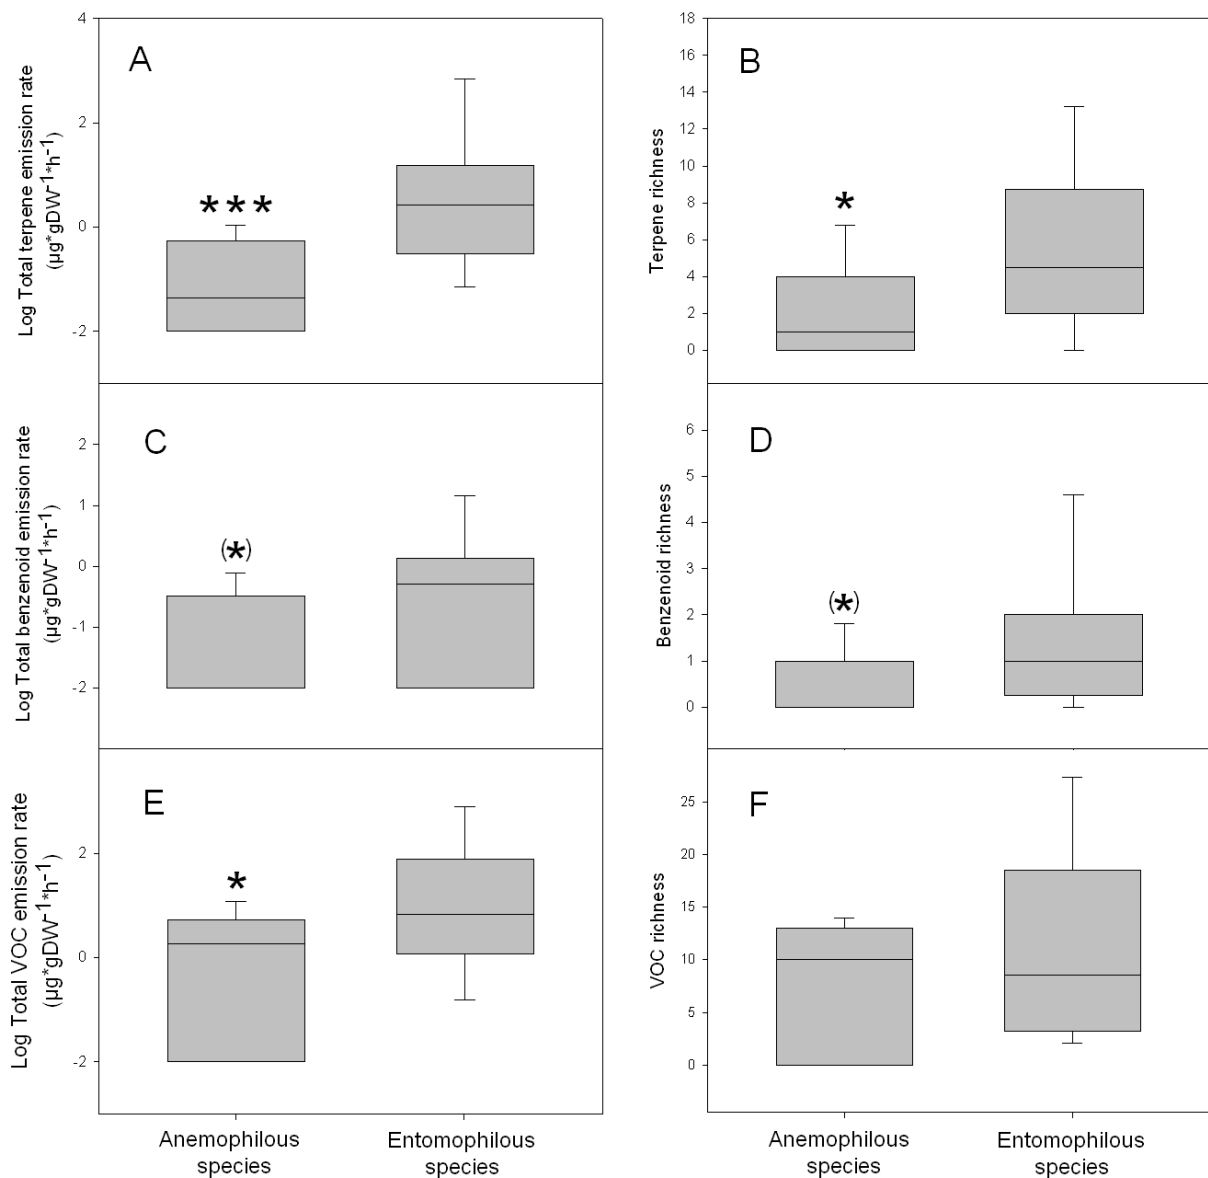 A
Log Total terpene emission rate
(µg*gDW⁻¹*h⁻¹)
4
2
0
-2
***
B
Terpene richness
18
16
14
12
10
8
6
4
2
0
*
C
Log Total benzenoid emission rate
(µg*gDW⁻¹*h⁻¹)
2
1
0
-1
-2
(*)
D
Benzenoid richness
6
5
4
3
2
1
0
(*)
E
Log Total VOC emission rate
(µg*gDW⁻¹*h⁻¹)
2
0
-2
*
Anemophilous
species
Entomophilous
species
F
VOC richness
25
20
15
10
5
0
Anemophilous
species
Entomophilous
species